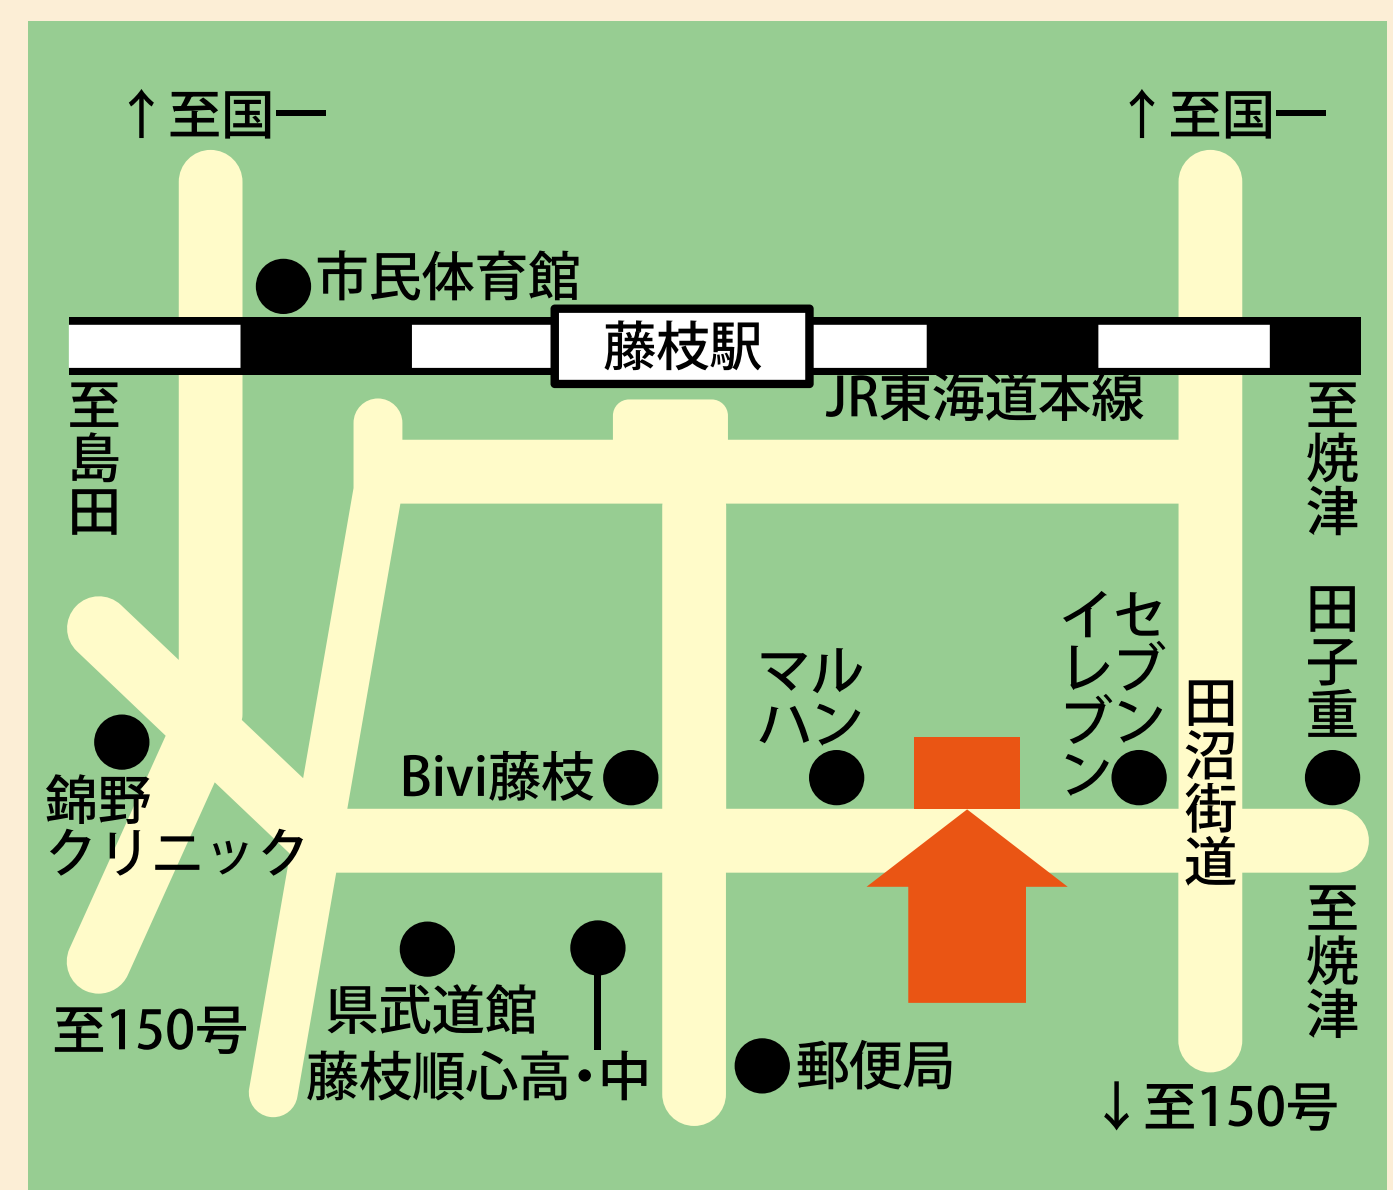 ↑至国一
↑至国一
市民体育館
藤枝駅
JR東海道本線
至島田
至焼津
田子重
セブン
イレブン
マル
ハン
田沼街道
Bivi藤枝
錦野
クリニック
至焼津
県武道館
至150号
藤枝順心高・中
郵便局
↓至150号